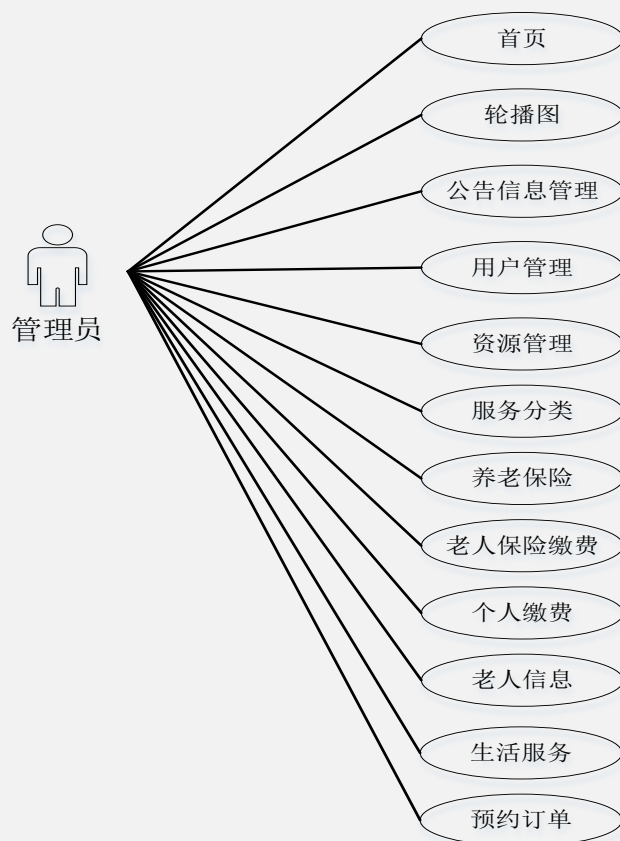 首页
轮播图
公告信息管理
用户管理
管理员
资源管理
服务分类
养老保险
老人保险缴费
个人缴费
老人信息
生活服务
预约订单